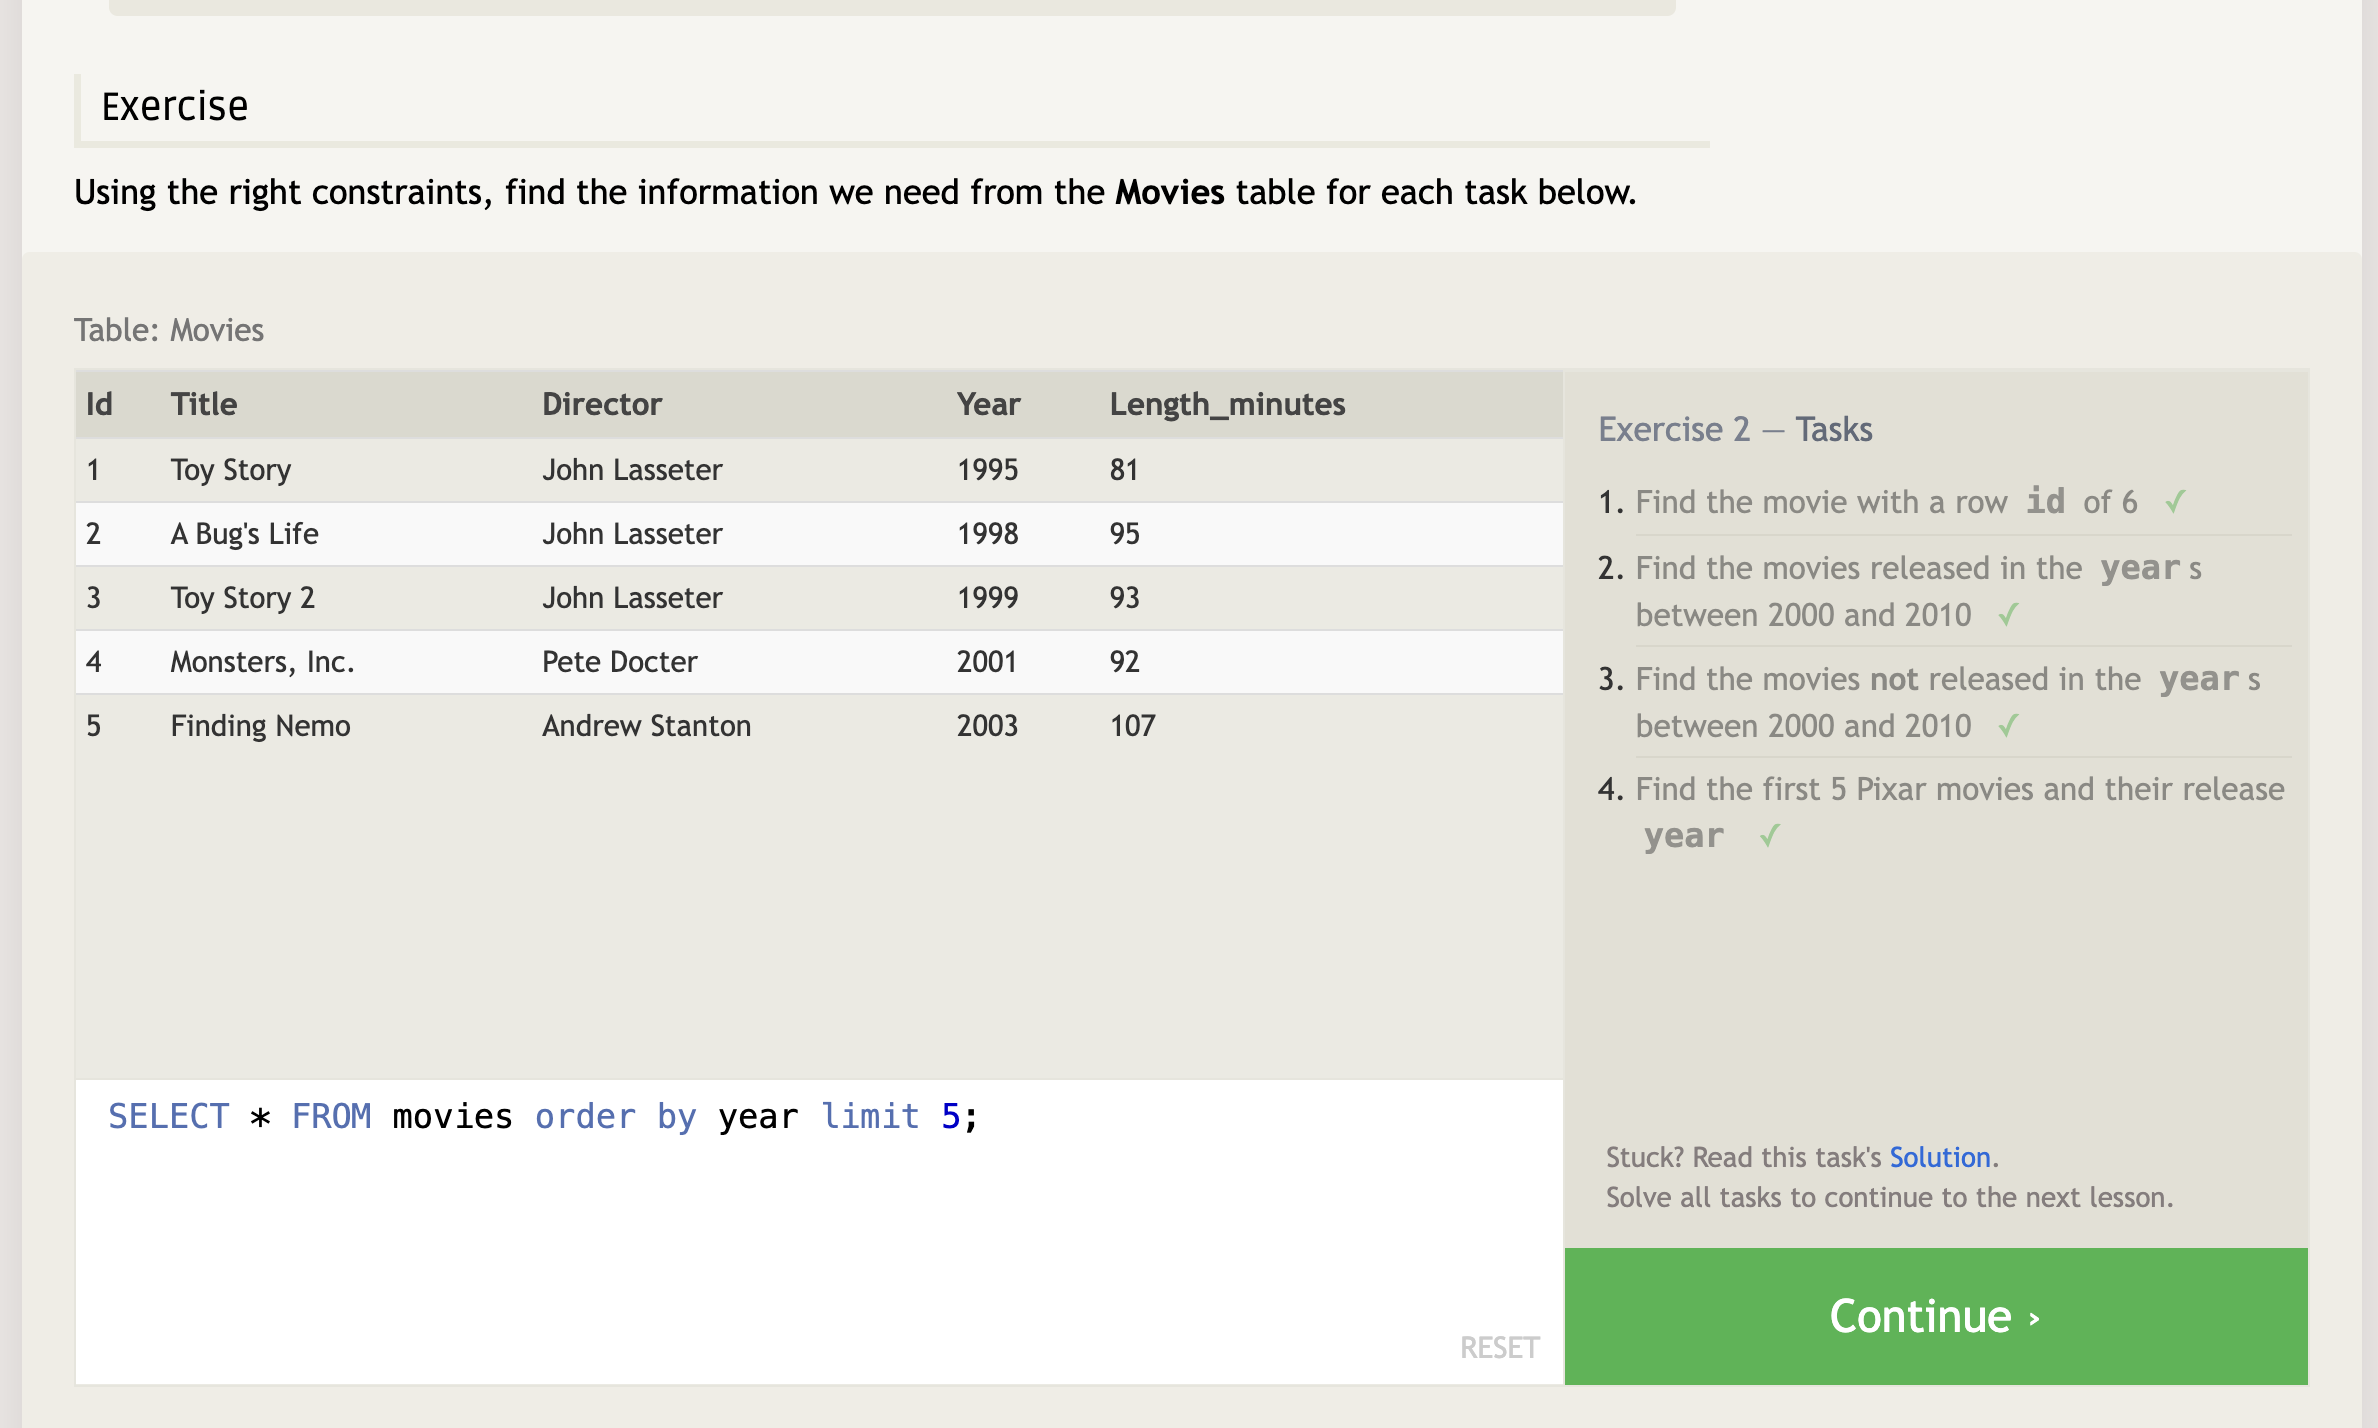 Exercise
Using the right constraints, find the information we need from the Movies table for each task below.
Table: Movies
Id Title Director Year Length_minutes
1 Toy Story John Lasseter 1995 81
2 A Bug's Life John Lasseter 1998 95
3 Toy Story 2 John Lasseter 1999 93
4 Monsters, Inc. Pete Docter 2001 92
5 Finding Nemo Andrew Stanton 2003 107
SELECT * FROM movies order by year limit 5;
RESET
Exercise 2 — Tasks
1. Find the movie with a row id of 6 ✓
2. Find the movies released in the year s
between 2000 and 2010 ✓
3. Find the movies not released in the year s
between 2000 and 2010 ✓
4. Find the first 5 Pixar movies and their release
year ✓
Stuck? Read this task's Solution.
Solve all tasks to continue to the next lesson.
Continue ›